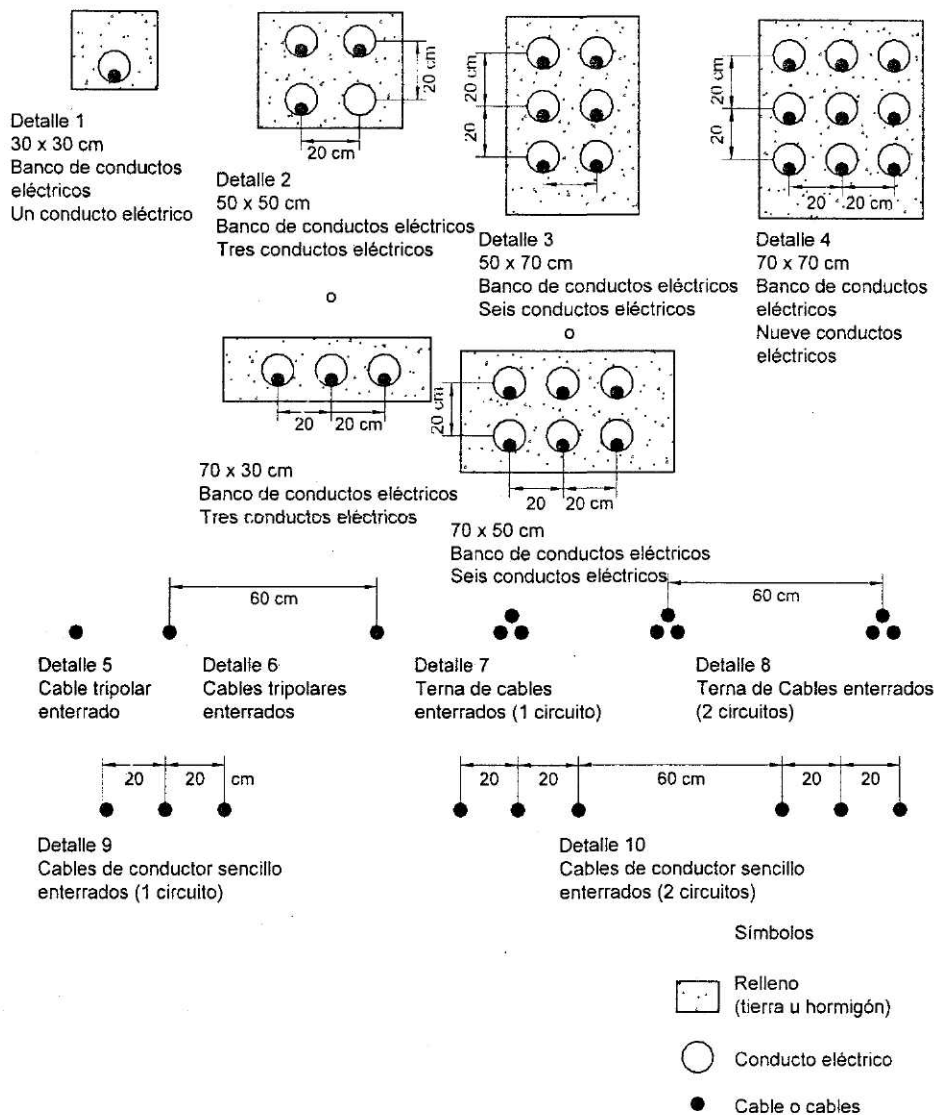 20 cm
20 cm
Detalle 1
30 x 30 cm
Banco de conductos
eléctricos
Un conducto eléctrico
Detalle 2
50 x 50 cm
Banco de conductos eléctricos
Tres conductos eléctricos
o
20 cm
20
Detalle 3
50 x 70 cm
Banco de conductos eléctricos
Seis conductos eléctricos
o
20 cm
20
20
20 cm
Detalle 4
70 x 70 cm
Banco de conductos
eléctricos
Nueve conductos
eléctricos
20
20 cm
70 x 30 cm
Banco de conductos eléctricos
Tres conductos eléctricos
20 cm
20
20 cm
70 x 50 cm
Banco de conductos eléctricos
Seis conductos eléctricos
60 cm
60 cm
Detalle 5
Cable tripolar
enterrado
Detalle 6
Cables tripolares
enterrados
Detalle 7
Terna de cables
enterrados (1 circuito)
Detalle 8
Terna de Cables enterrados
(2 circuitos)
20
20
cm
20
20
60 cm
20
20
Detalle 9
Cables de conductor sencillo
enterrados (1 circuito)
Detalle 10
Cables de conductor sencillo
enterrados (2 circuitos)
Símbolos
Relleno
(tierra u hormigón)
Conducto eléctrico
Cable o cables